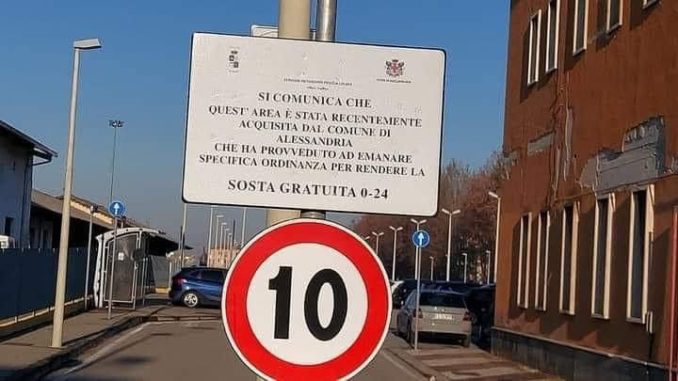 SI COMUNICA CHE
QUEST' AREA È STATA RECENTEMENTE
ACQUISITA DAL COMUNE DI
ALESSANDRIA
CHE HA PROVVEDUTO AD EMANARE
SPECIFICA ORDINANZA PER RENDERE LA
SOSTA GRATUITA 0-24
10